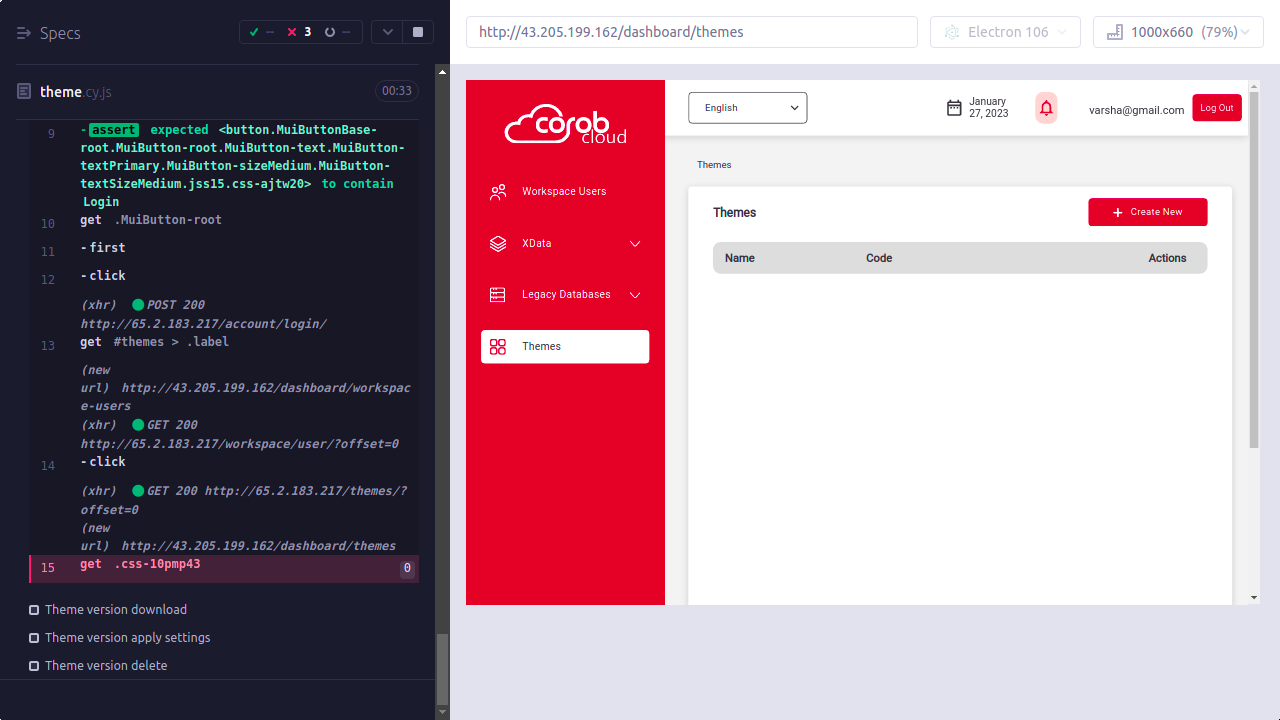 Specs
--
3
--
theme.cy.js
00:33
9
-assert expected <button.MuiButtonBase-
root.MuiButton-root.MuiButton-text.MuiButton-
textPrimary.MuiButton-sizeMedium.MuiButton-
textSizeMedium.jss15.css-ajtw20> to contain
Login
10
get .MuiButton-root
11
-first
12
-click
(xhr) POST 200
http://65.2.183.217/account/login/
13
get #themes > .label
(new
url) http://43.205.199.162/dashboard/workspac
e-users
(xhr) GET 200
http://65.2.183.217/workspace/user/?offset=0
14
-click
(xhr) GET 200 http://65.2.183.217/themes/?
offset=0
(new
url) http://43.205.199.162/dashboard/themes
15
get .css-10pmp43
0
Theme version download
Theme version apply settings
Theme version delete
http://43.205.199.162/dashboard/themes
Electron 106
1000x660 (79%)
corob
cloud
Workspace Users
XData
Legacy Databases
Themes
English
January
27, 2023
varsha@gmail.com
Log Out
Themes
Themes
Create New
Name
Code
Actions